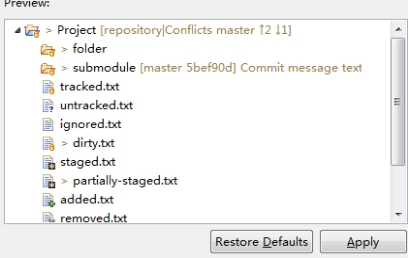 Preview:
> Project [repository|Conflicts master ↑2 ↓1]
> folder
> submodule [master 5bef90d] Commit message text
tracked.txt
untracked.txt
ignored.txt
> dirty.txt
staged.txt
> partially-staged.txt
added.txt
removed.txt
Restore Defaults
Apply